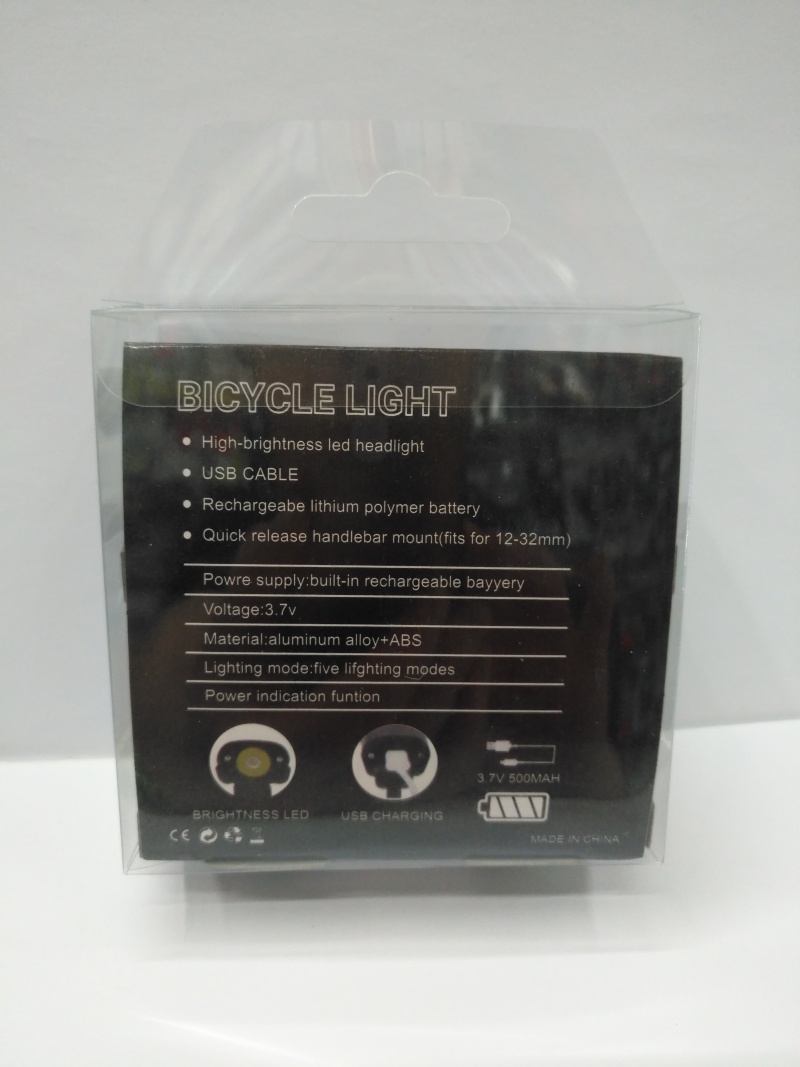 BICYCLE LIGHT
• High-brightness led headlight
• USB CABLE
• Rechargeabe lithium polymer battery
• Quick release handlebar mount(fits for 12-32mm)
Powre supply:built-in rechargeable bayyery
Voltage:3.7v
Material:aluminum alloy+ABS
Lighting mode:five lifghting modes
Power indication funtion
3.7V 500MAH
BRIGHTNESS LED
USB CHARGING
CE
MADE IN CHINA